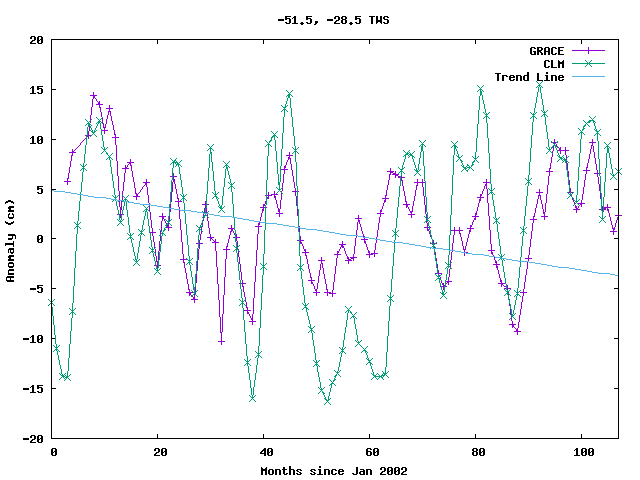 -51.5, -28.5 TWS
GRACE
CLM
Trend Line
20
15
10
5
0
-5
-10
-15
-20
Anomaly (cm)
0 20 40 60 80 100
Months since Jan 2002